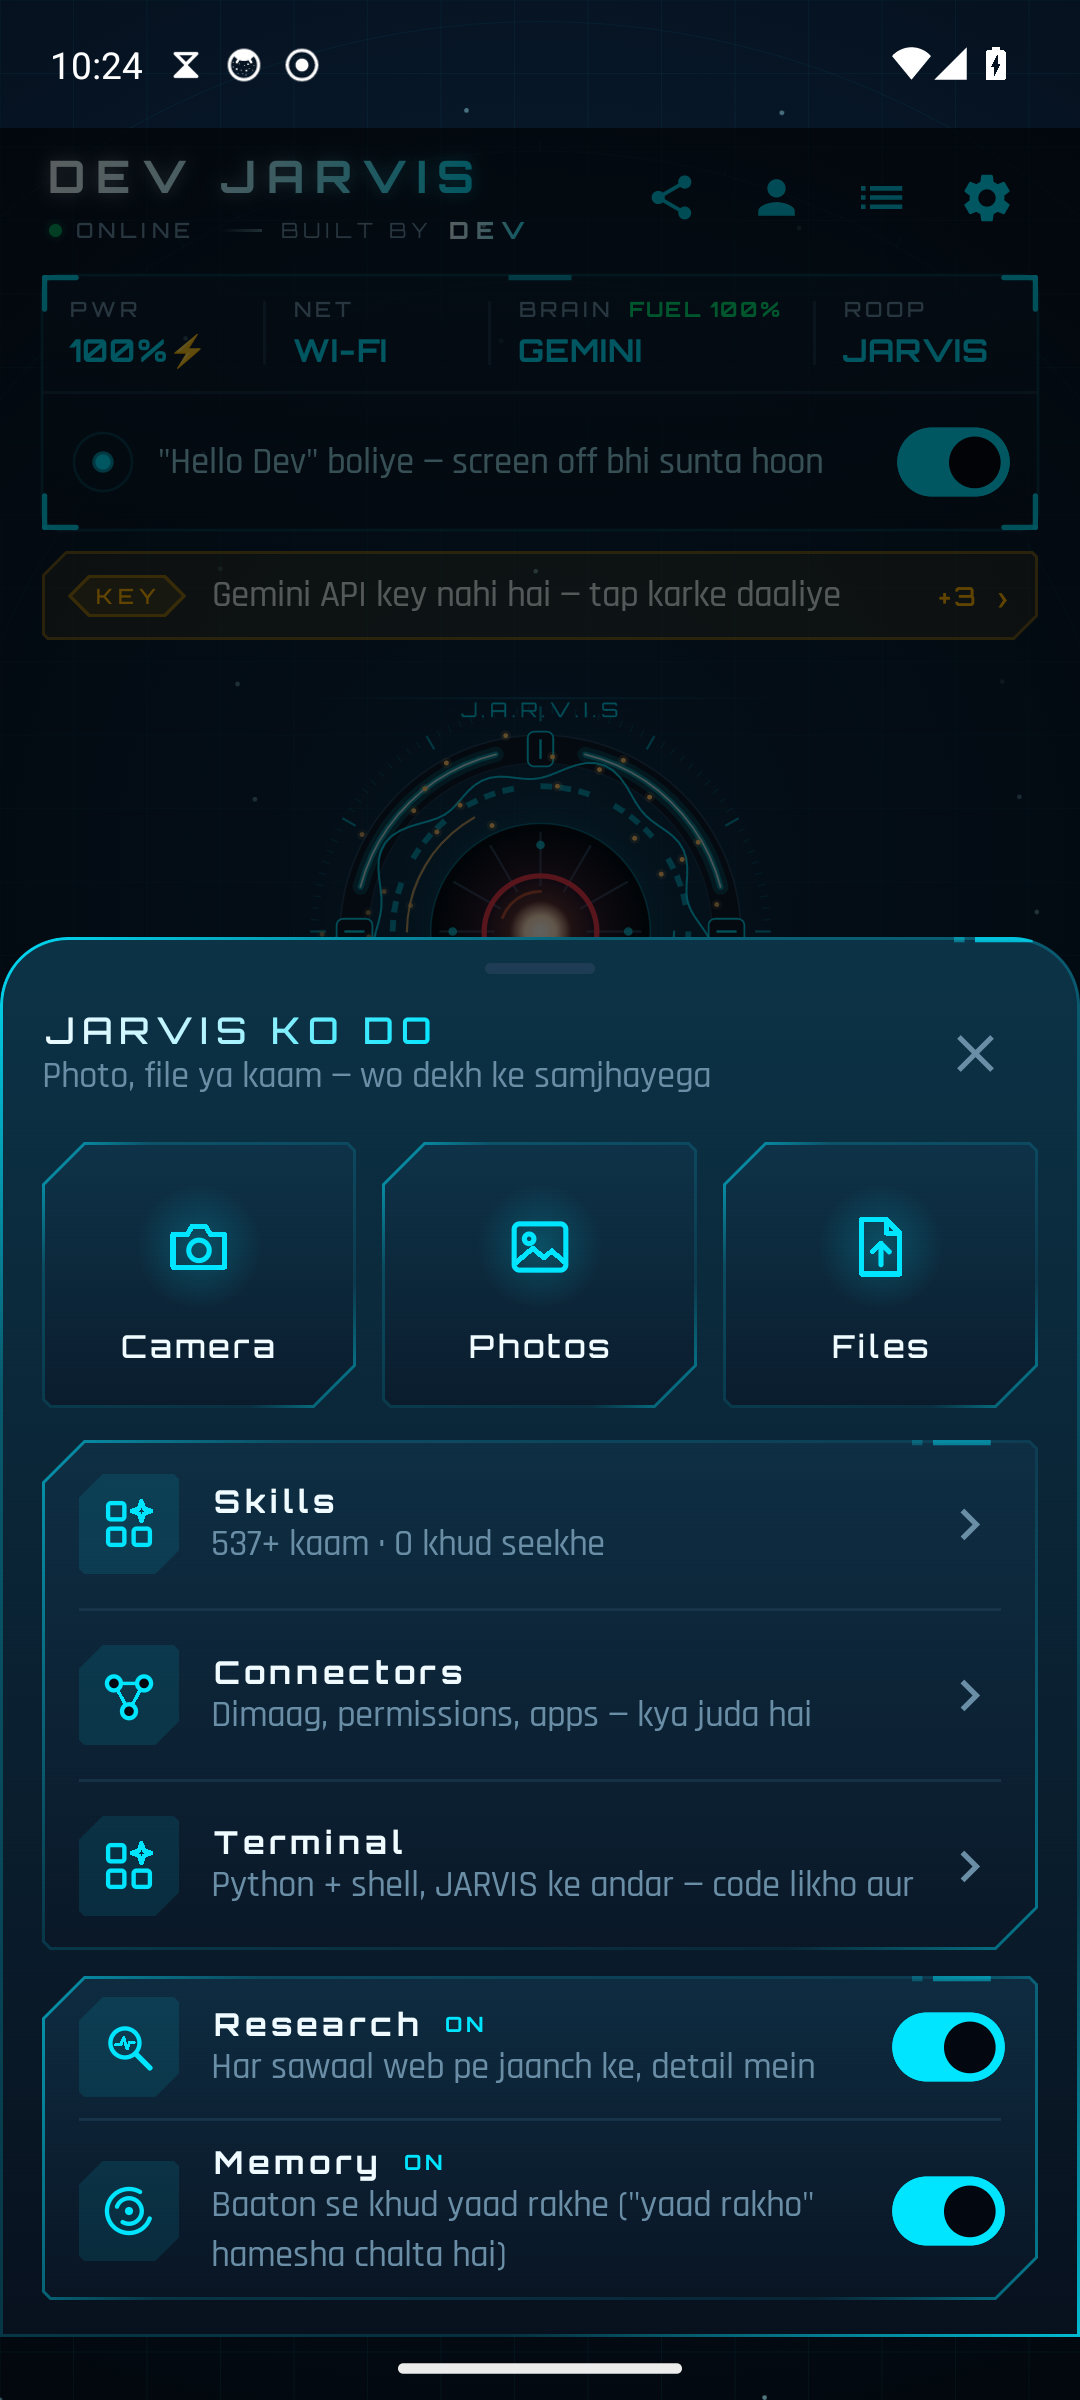 10:24
DEV JARVIS
ONLINE — BUILT BY DEV
PWR NET BRAIN FUEL 100% ROOP
100%⚡ WI-FI GEMINI JARVIS
"Hello Dev" boliye – screen off bhi sunta hoon
KEY Gemini API key nahi hai – tap karke daaliye +3 ›
J.A.R.V.I.S
JARVIS KO DO
Photo, file ya kaam – wo dekh ke samjhayega
Camera Photos Files
Skills
537+ kaam · 0 khud seekhe
Connectors
Dimaag, permissions, apps – kya juda hai
Terminal
Python + shell, JARVIS ke andar – code likho aur
Research ON
Har sawaal web pe jaanch ke, detail mein
Memory ON
Baaton se khud yaad rakhe ("yaad rakho"
hamesha chalta hai)